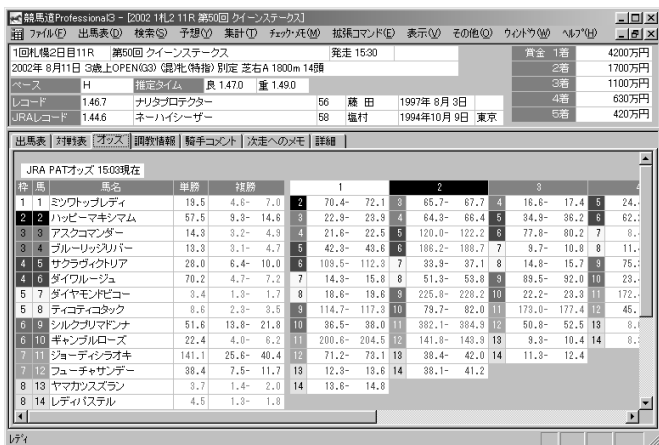 競馬道Professional3 - [2002 1札2 11R 第50回 クイーンステークス]
ファイル(F) 出馬表(D) 検索(S) 予想(Y) 集計(T) チェック・メモ(M) 拡張コマンド(E) 表示(V) その他(O) ウィンドウ(W) ヘルプ(H)
1回札幌2日目11R 第50回 クイーンステークス 発走 15:30 賞金 1着 4200万円
2002年 8月11日 3歳上OPEN(G3) (混)牝(特指) 別定 芝右A 1800m 14頭 2着 1700万円
ペース H 推定タイム 良 1.47.0 重 1.49.0 3着 1100万円
レコード 1.46.7 ナリタプロテクター 56 藤 田 1997年 8月 3日 4着 630万円
JRAレコード 1.44.6 ネーハイシーザー 58 塩村 1994年10月 9日 東京 5着 420万円
出馬表 対戦表 オッズ 調教情報 騎手コメント 次走へのメモ 詳細
JRA PATオッズ 15:03現在
枠 馬 馬名 単勝 複勝 1 2 3
1 1 ミツワトップレディ 19.5 4.6- 7.0 2 70.4- 72.1 3 65.7- 67.7 4 16.6- 17.4 5 24.
2 2 ハッピーマキシマム 57.5 9.3- 14.6 3 22.9- 23.9 4 64.3- 66.4 5 34.9- 36.2 6 62.
3 3 アスクコマンダー 14.3 3.2- 4.9 4 21.6- 22.5 5 120.0- 122.2 6 77.8- 80.2 7 8.
3 4 ブルーリッジリバー 13.3 3.1- 4.7 5 42.3- 43.6 6 186.2- 188.7 7 9.7- 10.8 8 11.
4 5 サクラヴィクトリア 28.0 6.4- 10.0 6 109.5- 112.3 7 33.9- 37.1 8 14.8- 15.7 9 75.
4 6 ダイワルージュ 70.2 4.7- 7.2 7 14.3- 15.8 8 51.3- 53.8 9 89.5- 92.0 10 23.
5 7 ダイヤモンドビコー 3.4 1.3- 1.7 8 18.6- 19.6 9 225.8- 228.2 10 22.2- 23.3 11 172.
5 8 ティコティコタック 8.6 2.3- 3.5 9 114.7- 117.3 10 79.7- 82.0 11 173.0- 177.4 12 45.
6 9 シルクプリマドンナ 51.6 13.8- 21.8 10 36.5- 38.0 11 382.1- 384.9 12 50.8- 52.5 13 8.
6 10 ギャンブルローズ 22.4 4.0- 6.2 11 200.6- 204.5 12 141.8- 143.9 13 9.3- 10.4 14 8.
7 11 ジョーディシラオキ 141.1 25.6- 40.4 12 71.2- 73.1 13 38.4- 42.0 14 11.3- 12.4
7 12 フューチャサンデー 38.4 7.5- 11.7 13 12.3- 13.6 14 38.1- 41.2
8 13 ヤマカツスズラン 3.7 1.4- 2.0 14 13.6- 14.8
8 14 レディパステル 4.5 1.3- 1.8
レディ